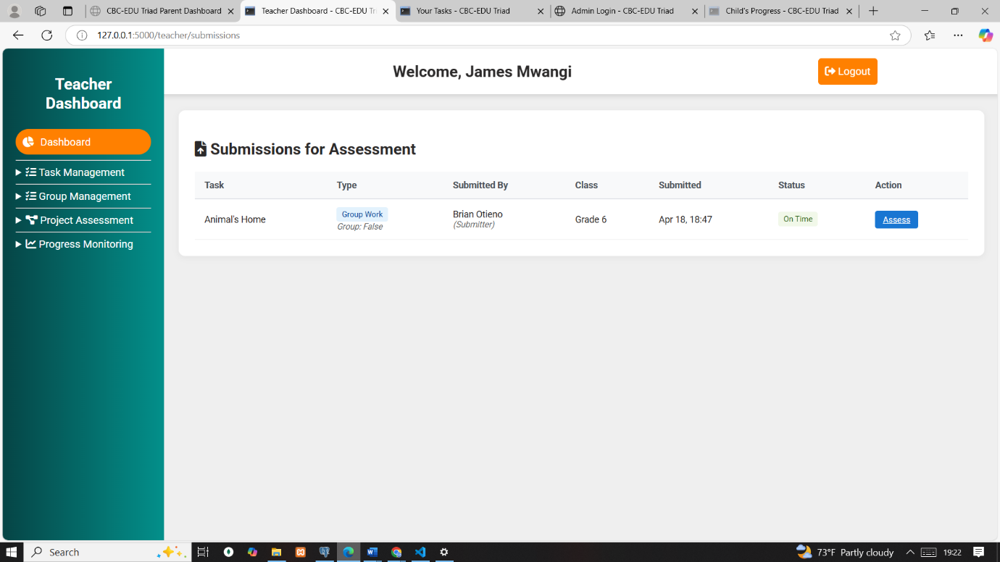 CBC-EDU Triad Parent Dashboard
Teacher Dashboard - CBC-EDU Tri
Your Tasks - CBC-EDU Triad
Admin Login - CBC-EDU Triad
Child's Progress - CBC-EDU Triad
127.0.0.1:5000/teacher/submissions
Teacher
Dashboard
Welcome, James Mwangi
Logout
Dashboard
Task Management
Group Management
Project Assessment
Progress Monitoring
Submissions for Assessment
Task Type Submitted By Class Submitted Status Action
Animal's Home Group Work Brian Otieno Grade 6 Apr 18, 18:47 On Time Assess
Group: False (Submitter)
Search
73°F Partly cloudy
19:22